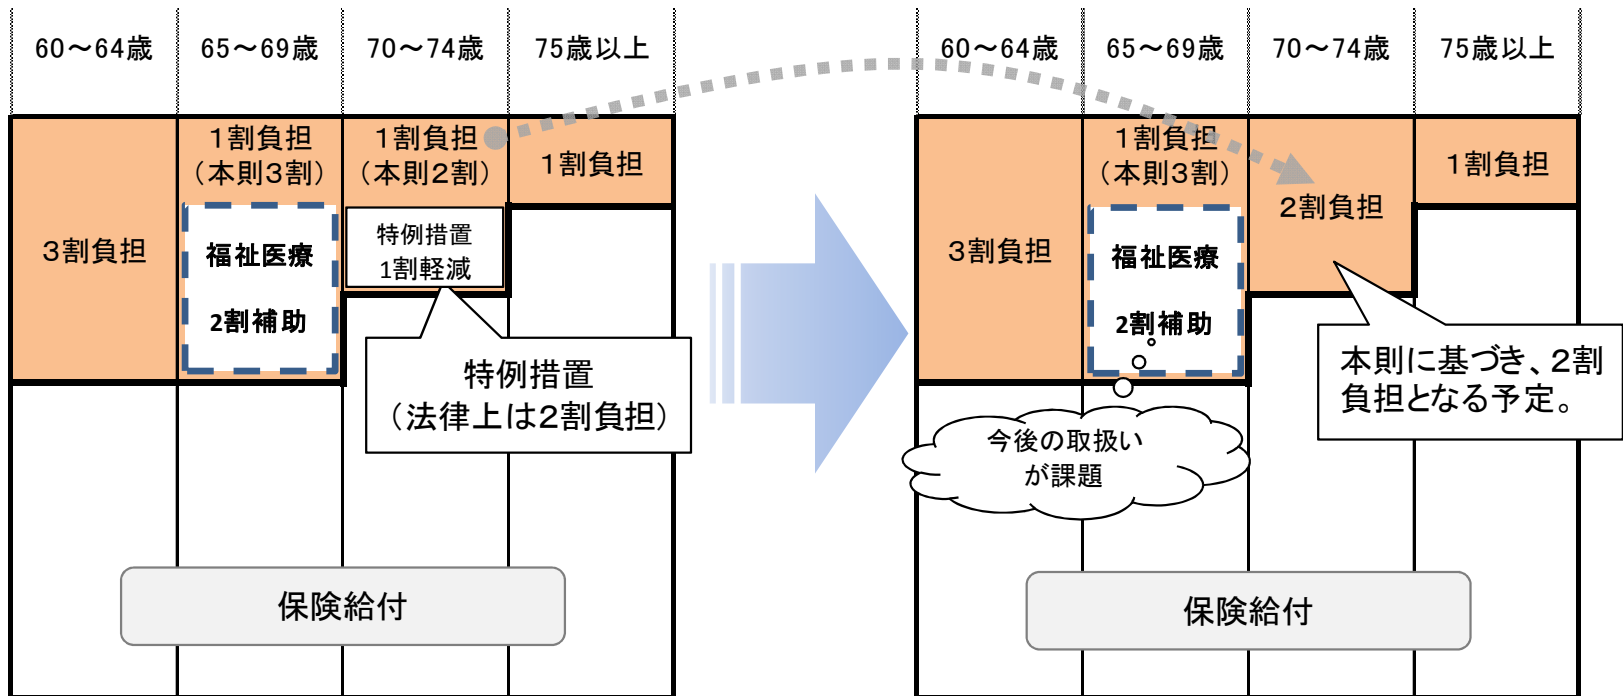 60～64歳
65～69歳
70～74歳
75歳以上
3割負担
1割負担
（本則3割）
福祉医療
2割補助
1割負担
（本則2割）
特例措置
1割軽減
1割負担
特例措置
（法律上は2割負担）
保険給付
60～64歳
65～69歳
70～74歳
75歳以上
3割負担
1割負担
（本則3割）
福祉医療
2割補助
2割負担
1割負担
本則に基づき、2割
負担となる予定。
今後の取扱い
が課題
保険給付